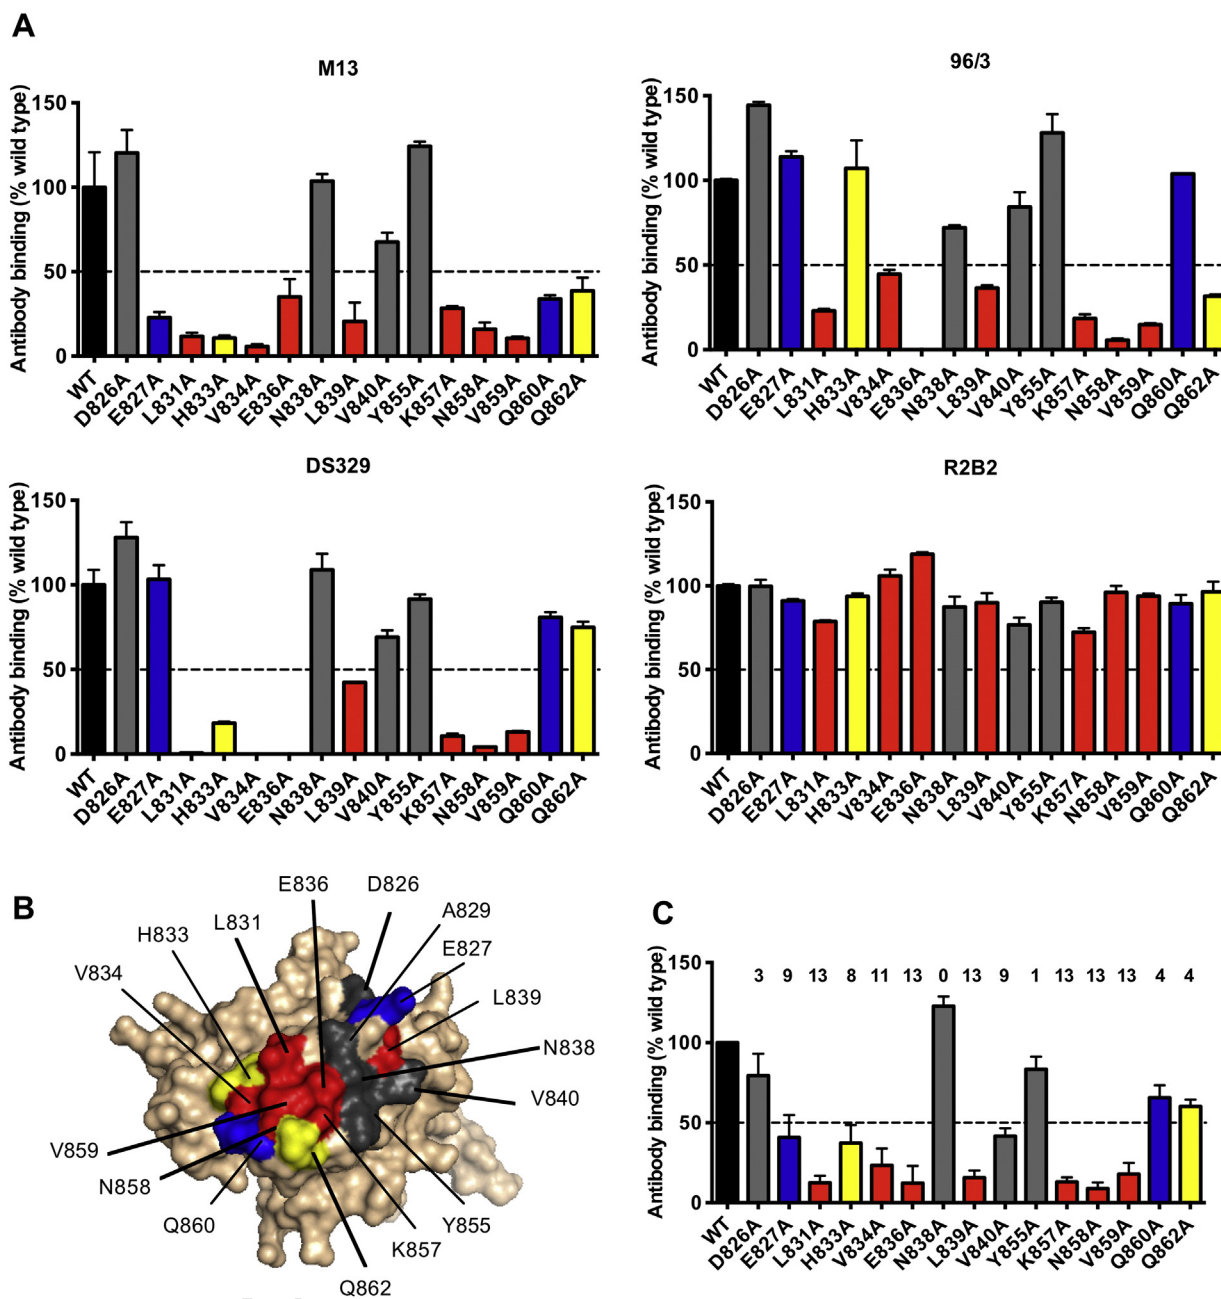 A
M13
Antibody binding (% wild type)
150
100
50
0
WT
D826A
E827A
L831A
H833A
V834A
E836A
N838A
L839A
V840A
Y855A
K857A
N858A
V859A
Q860A
Q862A
96/3
Antibody binding (% wild type)
150
100
50
0
WT
D826A
E827A
L831A
H833A
V834A
E836A
N838A
L839A
V840A
Y855A
K857A
N858A
V859A
Q860A
Q862A
DS329
Antibody binding (% wild type)
150
100
50
0
WT
D826A
E827A
L831A
H833A
V834A
E836A
N838A
L839A
V840A
Y855A
K857A
N858A
V859A
Q860A
Q862A
R2B2
Antibody binding (% wild type)
150
100
50
0
WT
D826A
E827A
L831A
H833A
V834A
E836A
N838A
L839A
V840A
Y855A
K857A
N858A
V859A
Q860A
Q862A
B
E836
D826
A829
L831
H833
E827
V834
L839
N838
V840
V859
N858
Q860
Y855
K857
Q862
C
Antibody binding (% wild type)
150
100
50
0
3 9 13 8 11 13 0 13 9 1 13 13 13 4 4
WT
D826A
E827A
L831A
H833A
V834A
E836A
N838A
L839A
V840A
Y855A
K857A
N858A
V859A
Q860A
Q862A